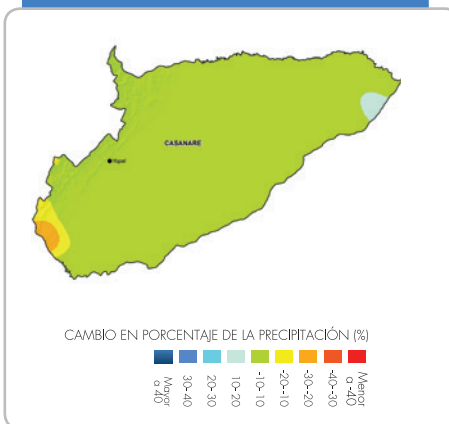 CASANARE
Yopal
CAMBIO EN PORCENTAJE DE LA PRECIPITACIÓN (%)
Mayor a 40
30- 40
20- 30
10- 20
-10-10
-20--10
-30--20
-40--30
Menor a -40